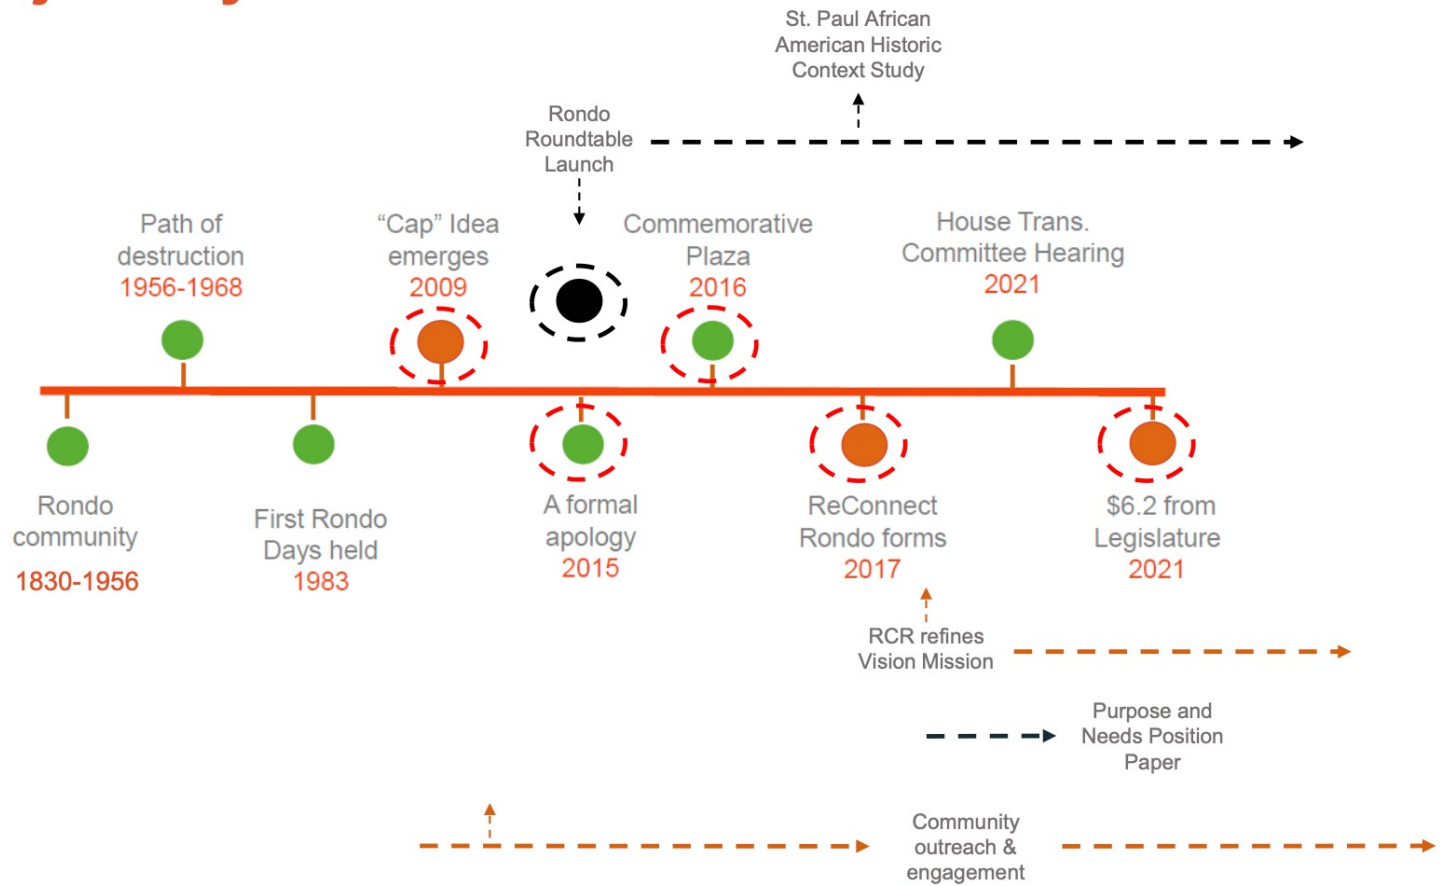 St. Paul African
American Historic
Context Study
Rondo
Roundtable
Launch
Path of
destruction
1956-1968
“Cap” Idea
emerges
2009
Commemorative
Plaza
2016
House Trans.
Committee Hearing
2021
Rondo
community
1830-1956
First Rondo
Days held
1983
A formal
apology
2015
ReConnect
Rondo forms
2017
$6.2 from
Legislature
2021
RCR refines
Vision Mission
Purpose and
Needs Position
Paper
Community
outreach &
engagement